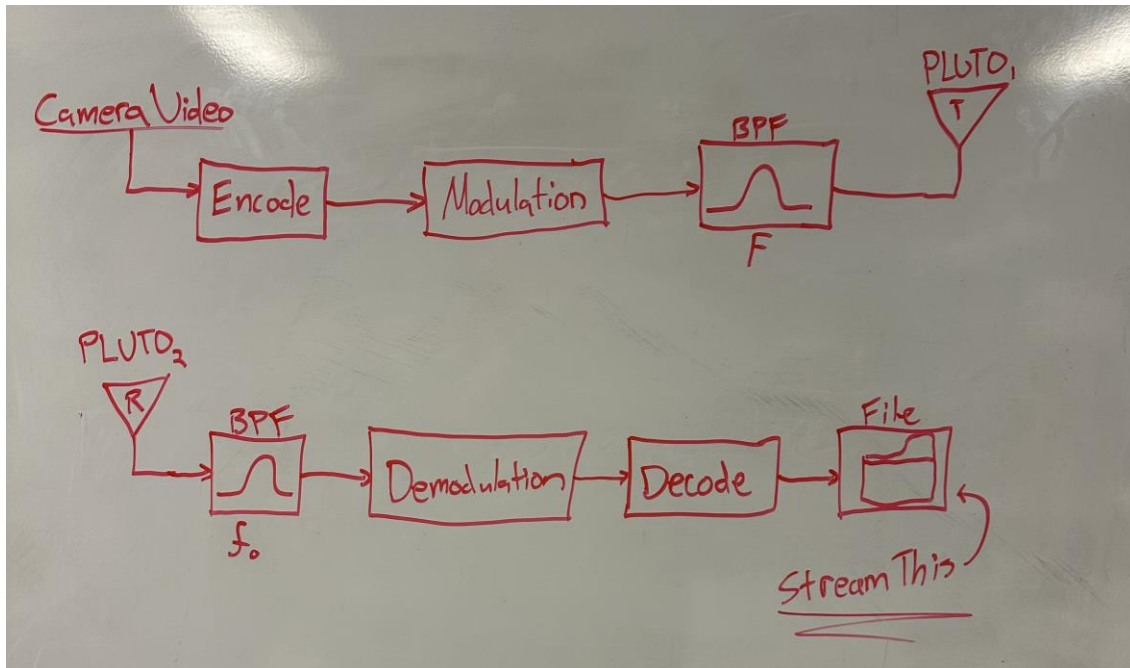 PLUTO₁
Camera Video
T
BPF
Encode
Modulation
F
PLUTO₂
R
BPF
File
Demodulation
Decode
f₀
Stream This